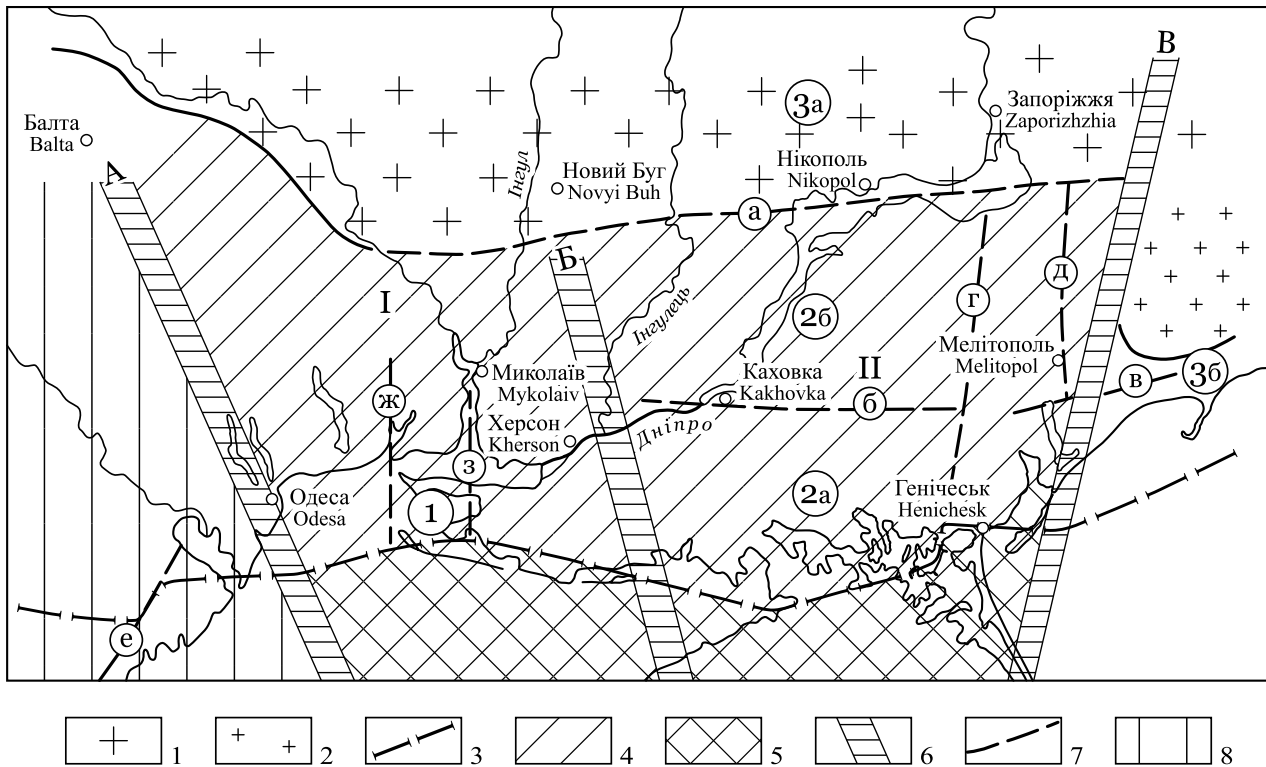 В
3а
Запоріжжя
Zaporizhzhia
Балта
Balta
А
Інгул
Новий Буг
Novyi Buh
Нікополь
Nikopol
а
Б
І
д
г
2б
Інгулець
Мелітополь
Melitopol
Миколаїв
Mykolaiv
Каховка
Kakhovka
ІІ
в
3б
ж
б
Херсон
Kherson
Дніпро
з
Одеса
Odesa
1
2а
Генічеськ
Henichesk
е
1
2
3
4
5
6
7
8